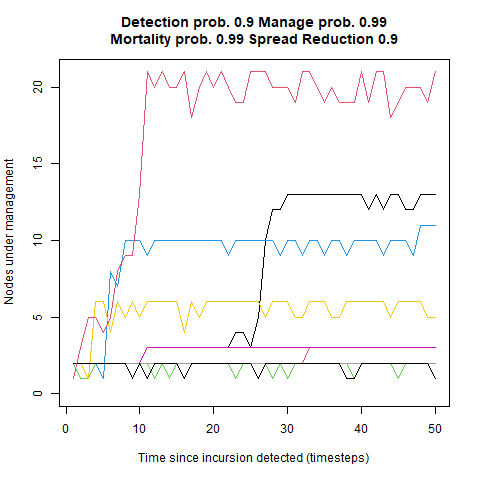 Detection prob. 0.9 Manage prob. 0.99
Mortality prob. 0.99 Spread Reduction 0.9
Nodes under management
20
15
10
5
0
0 10 20 30 40 50
Time since incursion detected (timesteps)